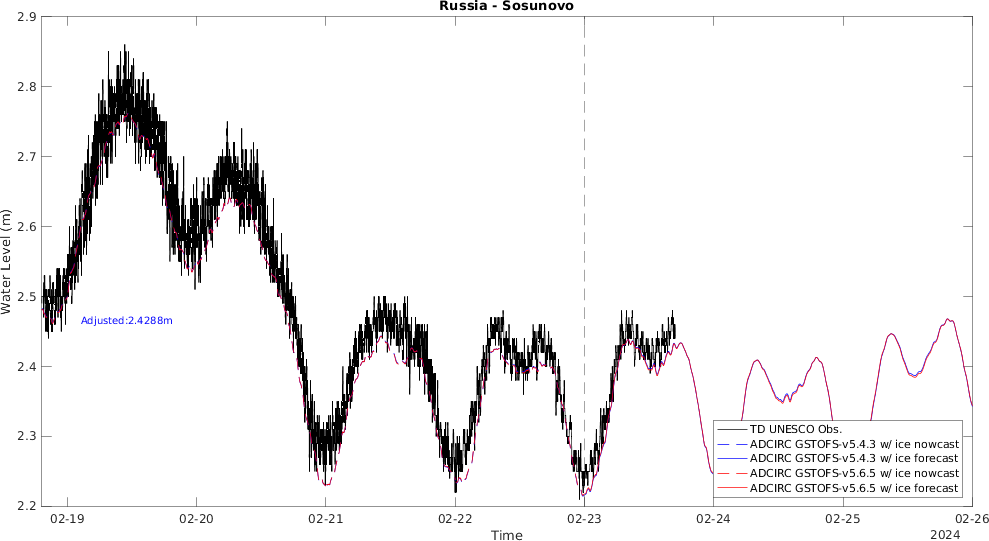 Russia - Sosunovo
2.9
2.8
2.7
2.6
2.5
2.4
2.3
2.2
Water Level (m)
Adjusted:2.4288m
TD UNESCO Obs.
ADCIRC GSTOFS-v5.4.3 w/ ice nowcast
ADCIRC GSTOFS-v5.4.3 w/ ice forecast
ADCIRC GSTOFS-v5.6.5 w/ ice nowcast
ADCIRC GSTOFS-v5.6.5 w/ ice forecast
02-19 02-20 02-21 02-22 02-23 02-24 02-25 02-26
Time
2024